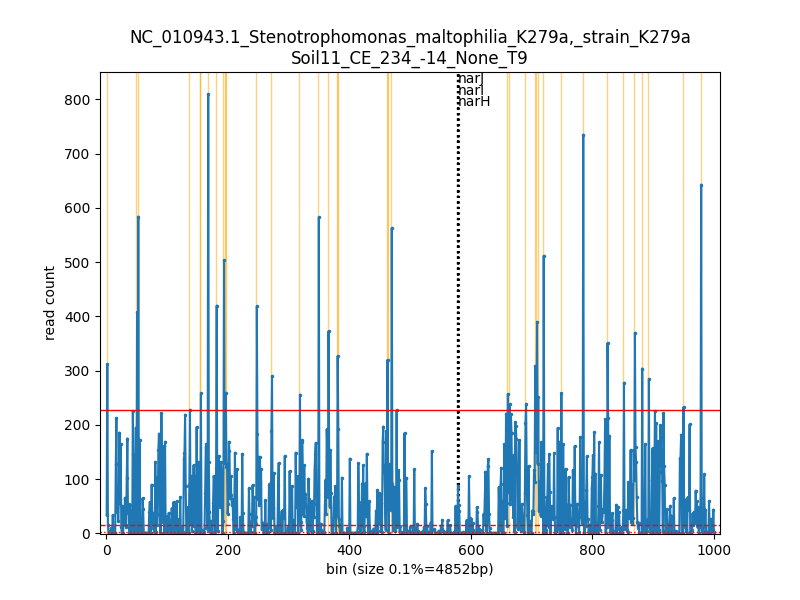 NC_010943.1_Stenotrophomonas_maltophilia_K279a,_strain_K279a
Soil11_CE_234_-14_None_T9
narJ
narI
narH
800
700
600
500
400
300
200
100
0
read count
0 200 400 600 800 1000
bin (size 0.1%=4852bp)